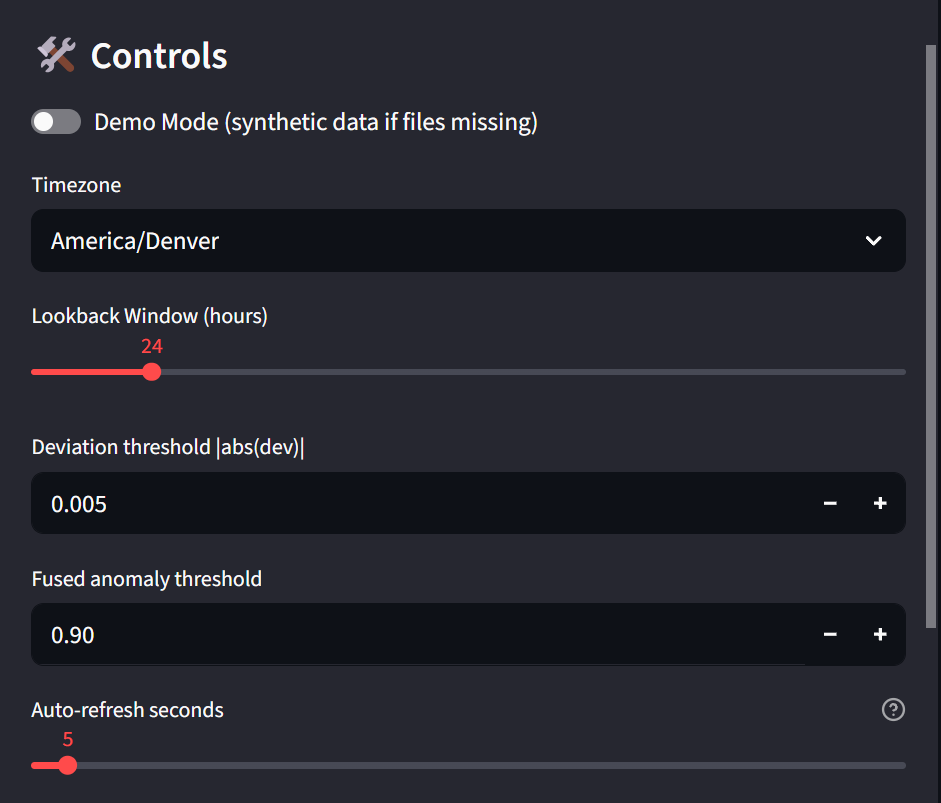 Controls
Demo Mode (synthetic data if files missing)
Timezone
America/Denver
Lookback Window (hours)
24
Deviation threshold |abs(dev)|
0.005
Fused anomaly threshold
0.90
Auto-refresh seconds
5